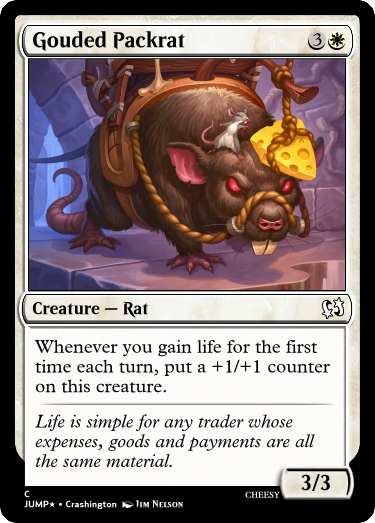 Gouded Packrat 3
Creature — Rat
Whenever you gain life for the first
time each turn, put a +1/+1 counter
on this creature.
Life is simple for any trader whose
expenses, goods and payments are all
the same material.
3/3
C
JUMP★ • Crashington Jim Nelson
CHEESY